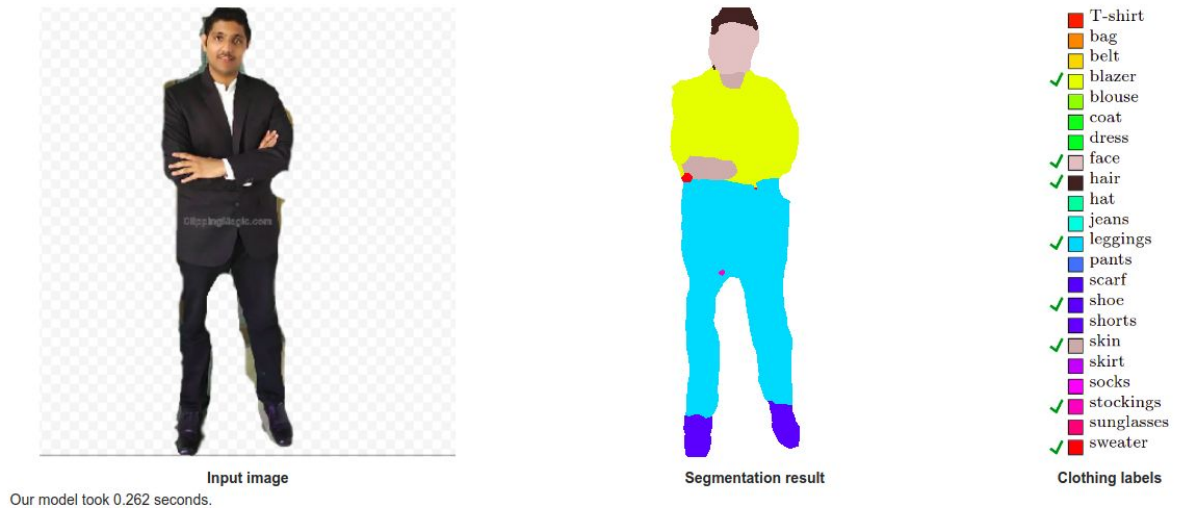 ClippingMagic.com
T-shirt
bag
belt
blazer
blouse
coat
dress
face
hair
hat
jeans
leggings
pants
scarf
shoe
shorts
skin
skirt
socks
stockings
sunglasses
sweater
Input image
Segmentation result
Clothing labels
Our model took 0.262 seconds.